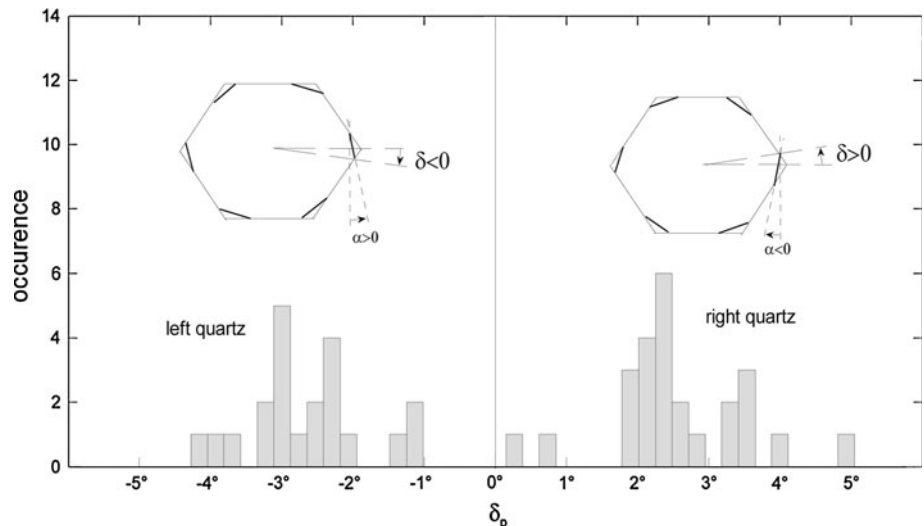 14
12
10
8
6
4
2
0
occurence
δ<0
α>0
δ>0
α<0
left quartz
right quartz
-5° -4° -3° -2° -1° 0° 1° 2° 3° 4° 5°
δp